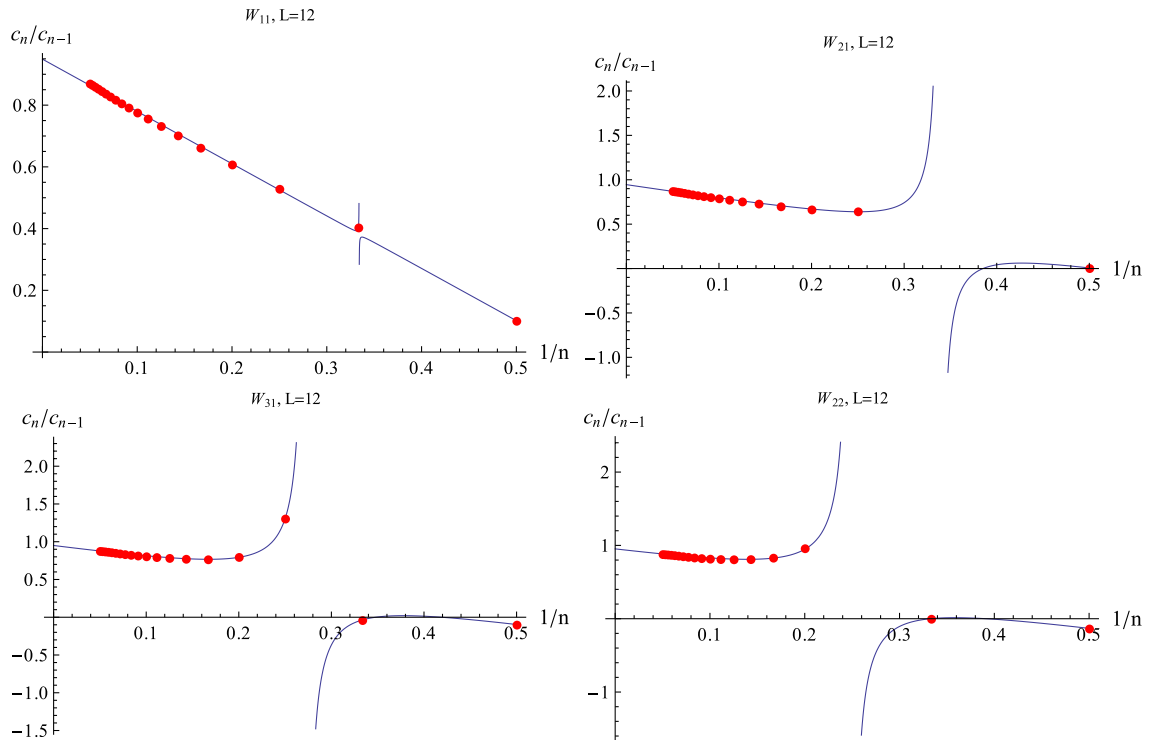 W₁₁, L=12
cₙ/cₙ₋₁
0.8
0.6
0.4
0.2
0.1 0.2 0.3 0.4 0.5 1/n
W₂₁, L=12
cₙ/cₙ₋₁
2.0
1.5
1.0
0.5
0.1 0.2 0.3 0.4 0.5 1/n
−0.5
−1.0
W₃₁, L=12
cₙ/cₙ₋₁
2.0
1.5
1.0
0.5
0.1 0.2 0.3 0.4 0.5 1/n
−0.5
−1.0
−1.5
W₂₂, L=12
cₙ/cₙ₋₁
2
1
0.1 0.2 0.3 0.4 0.5 1/n
−1